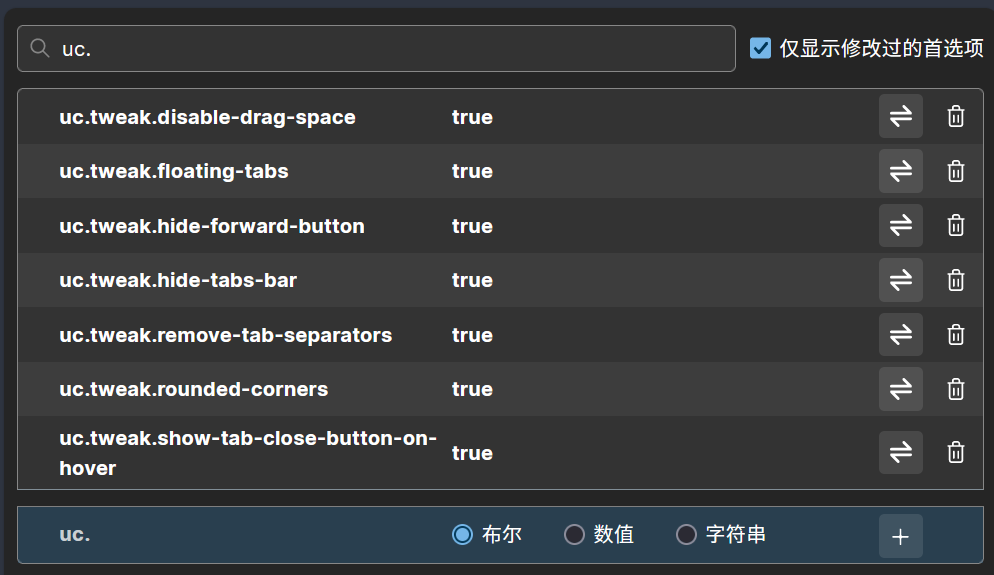 uc.
仅显示修改过的首选项
uc.tweak.disable-drag-space true
uc.tweak.floating-tabs true
uc.tweak.hide-forward-button true
uc.tweak.hide-tabs-bar true
uc.tweak.remove-tab-separators true
uc.tweak.rounded-corners true
uc.tweak.show-tab-close-button-on-
hover
true
uc. 布尔 数值 字符串